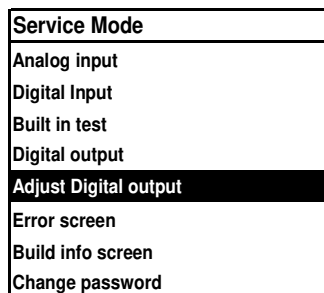 Service Mode
Analog input
Digital Input
Built in test
Digital output
Adjust Digital output
Error screen
Build info screen
Change password